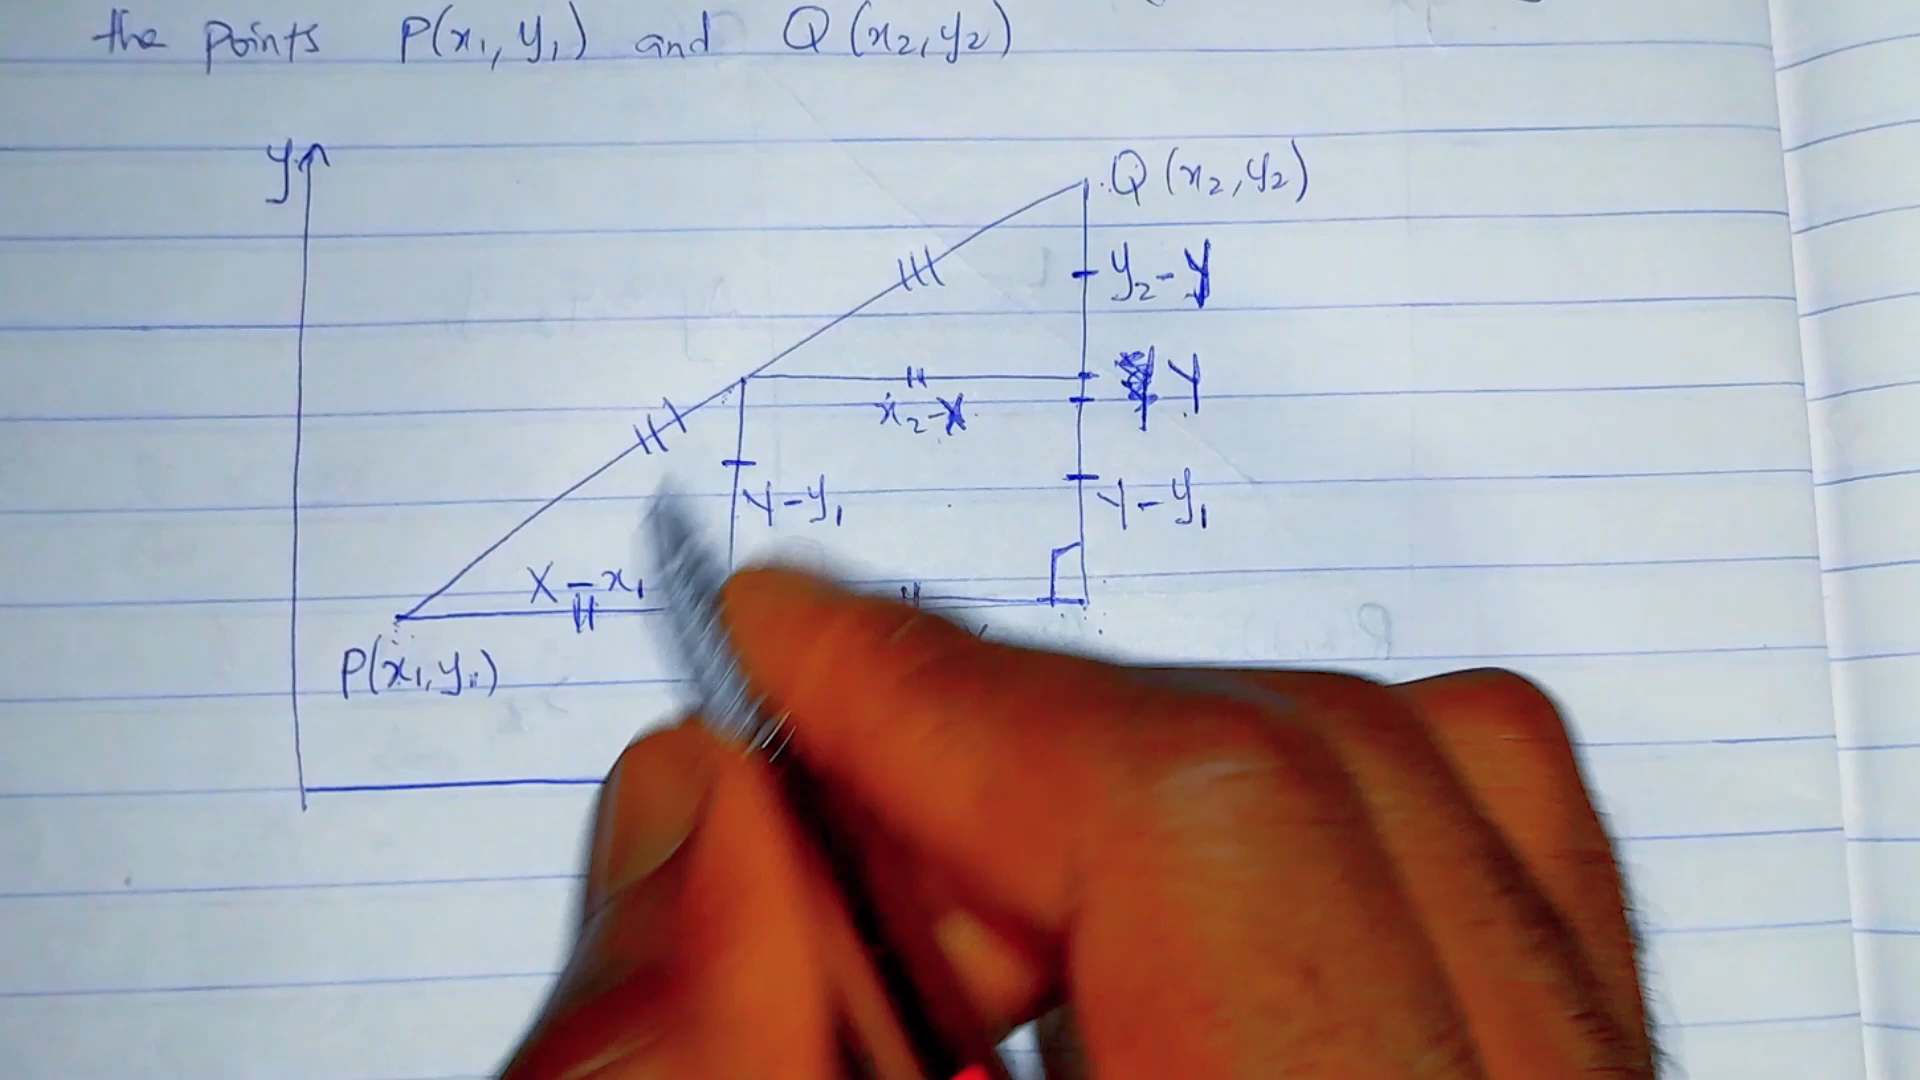 the points P(x₁, y₁) and Q (x₂, y₂)
y
Q (x₂, y₂)
y₂-y
Y
x₂-X
Y-y₁ Y-y₁
X-x₁
P(x₁, y₁)